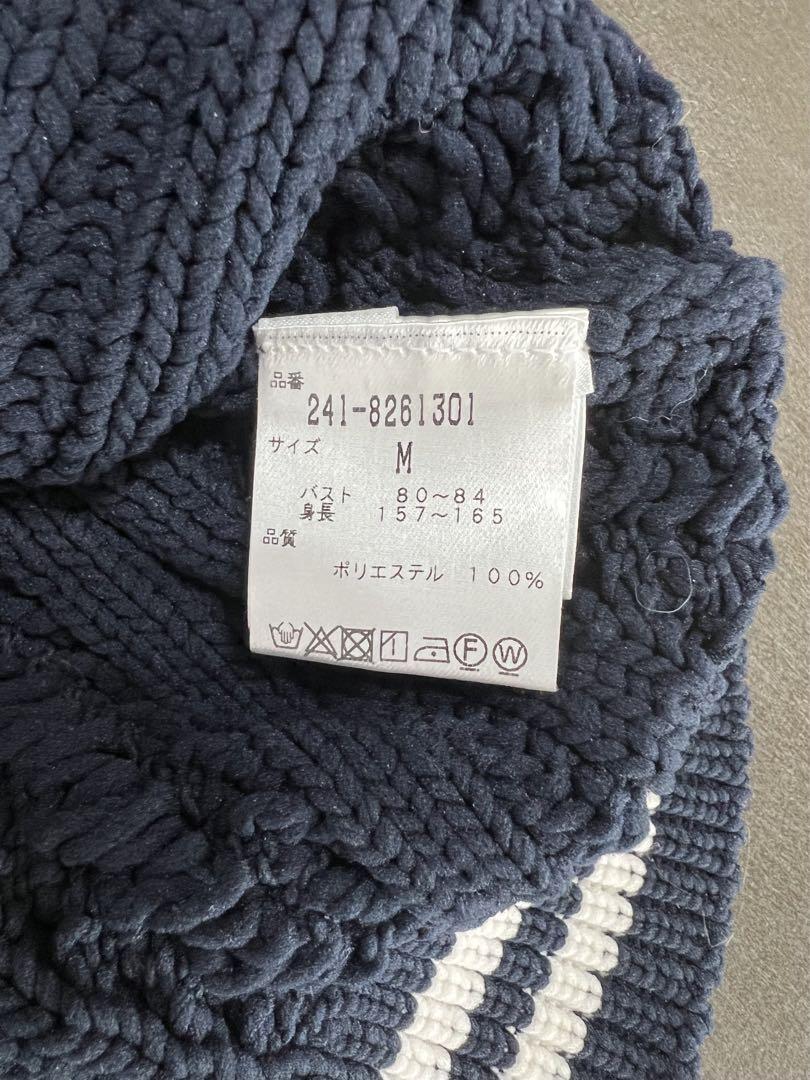 品番
241-8261301
サイズ
M
バスト 80～84
身長 157～165
品質
ポリエステル 100%
F W